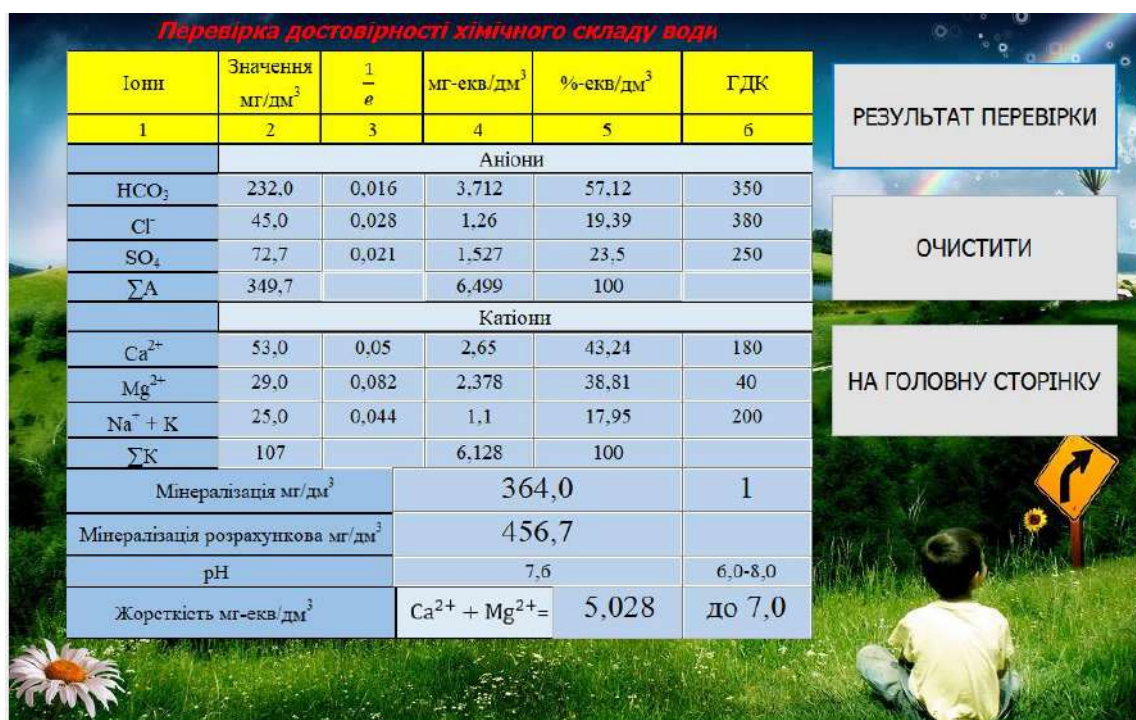 Перевірка достовірності хімічного складу води
Іони Значення мг/дм³ 1/e мг-екв/дм³ %-екв/дм³ ГДК
1 2 3 4 5 6
Аніони
HCO₃ 232,0 0,016 3,712 57,12 350
Cl⁻ 45,0 0,028 1,26 19,39 380
SO₄ 72,7 0,021 1,527 23,5 250
∑А 349,7 6,499 100
Катіони
Ca²⁺ 53,0 0,05 2,65 43,24 180
Mg²⁺ 29,0 0,082 2,378 38,81 40
Na⁺ + K 25,0 0,044 1,1 17,95 200
∑К 107 6,128 100
Мінералізація мг/дм³ 364,0 1
Мінералізація розрахункова мг/дм³ 456,7
pH 7,6 6,0-8,0
Жорсткість мг-екв/дм³ Ca²⁺ + Mg²⁺= 5,028 до 7,0
РЕЗУЛЬТАТ ПЕРЕВІРКИ
ОЧИСТИТИ
НА ГОЛОВНУ СТОРІНКУ